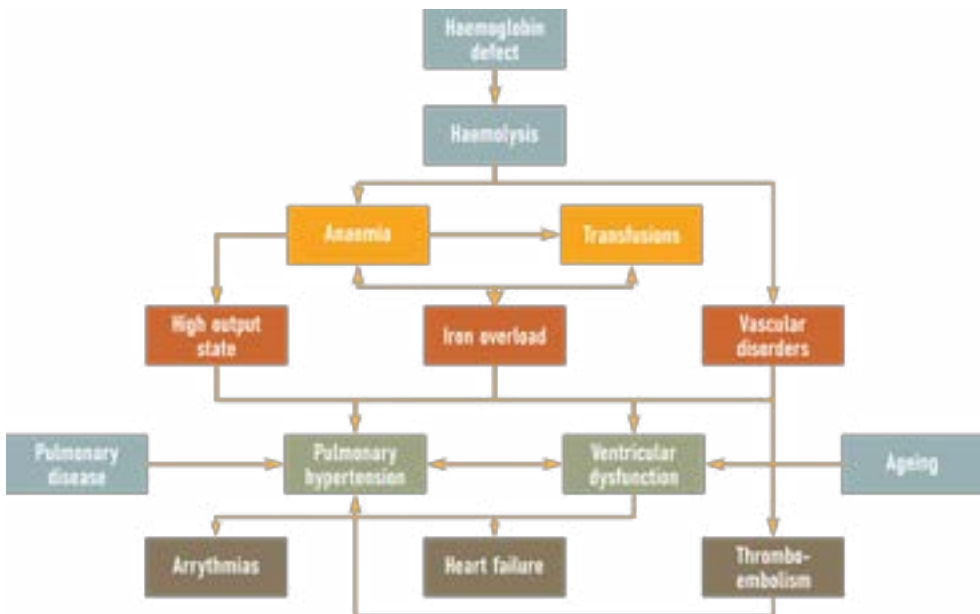 Haemoglobin
defect
Haemolysis
Anaemia
Transfusions
High output
state
Iron overload
Vascular
disorders
Pulmonary
disease
Pulmonary
hypertension
Ventricular
dysfunction
Ageing
Arrythmias
Heart failure
Thrombo-
embolism